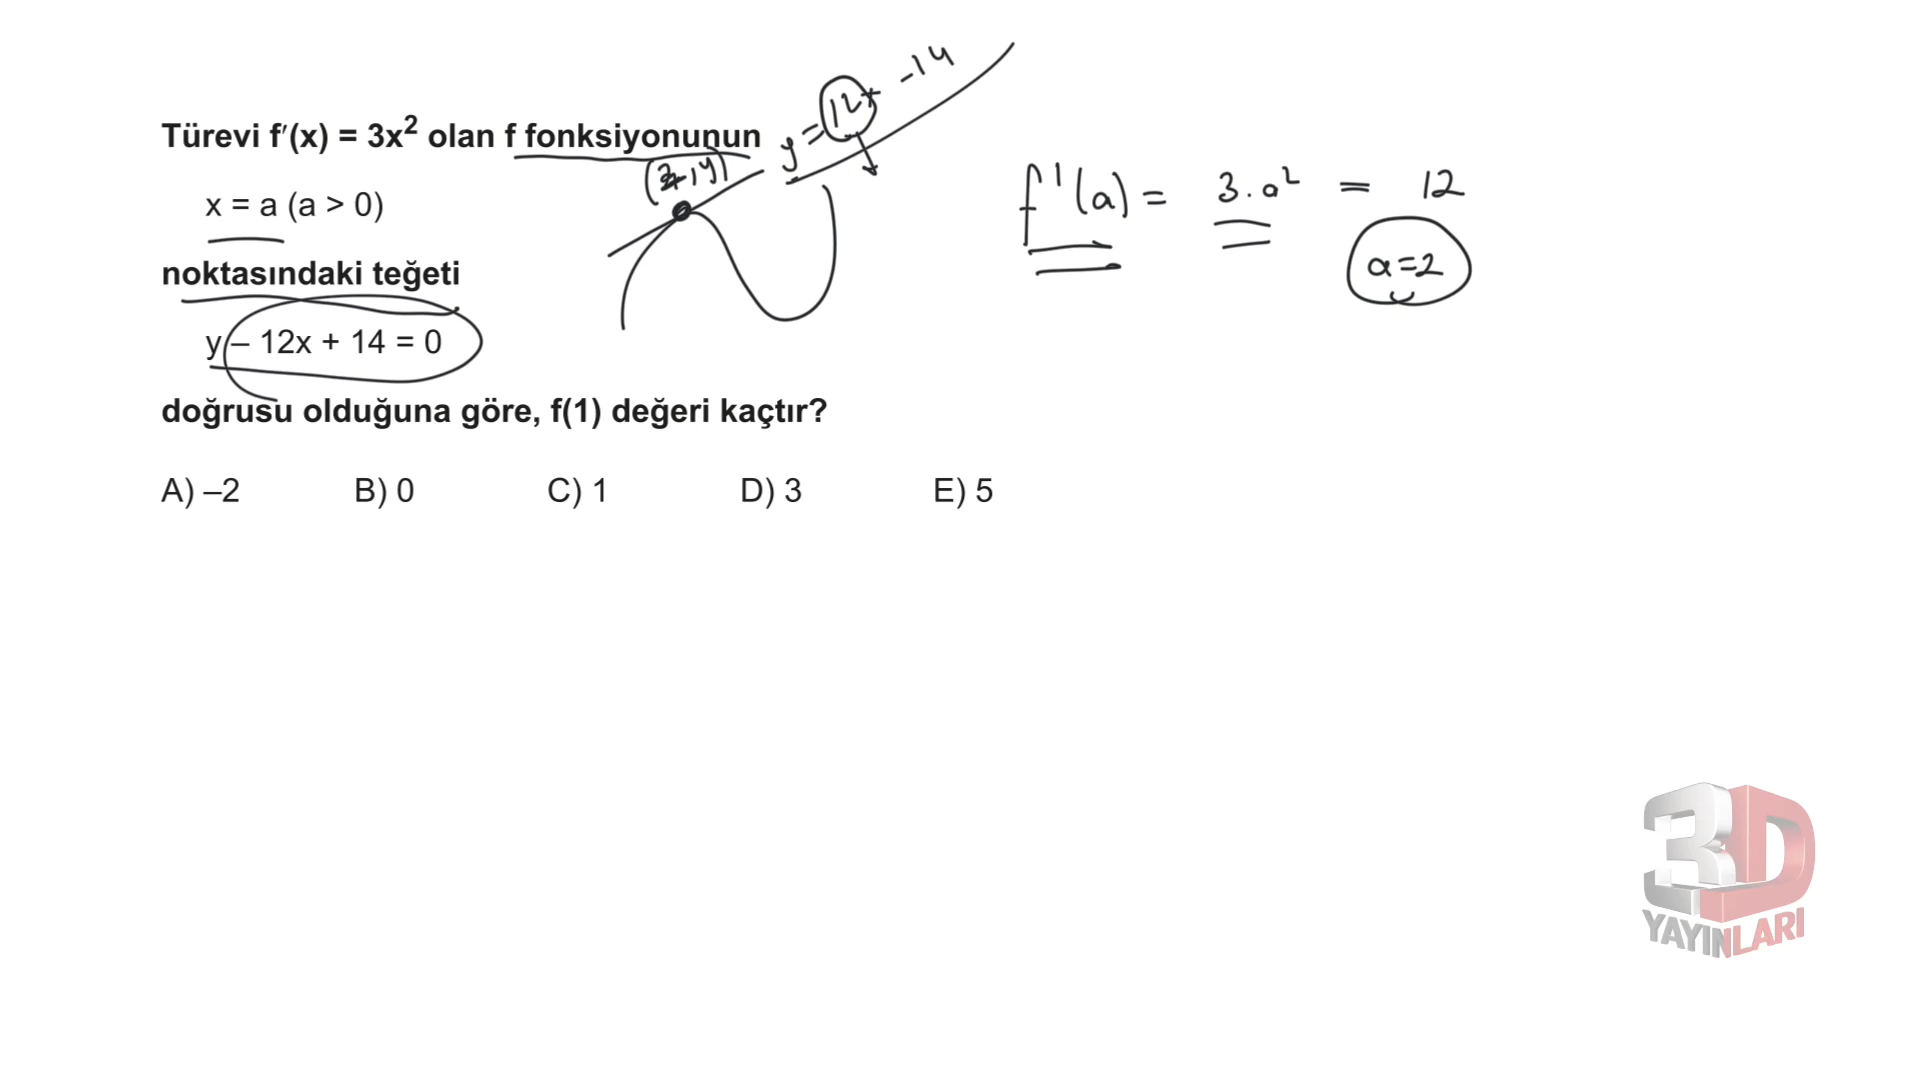 Türevi f′(x) = 3x² olan f fonksiyonunun
x = a (a > 0)
noktasındaki teğeti
y – 12x + 14 = 0
doğrusu olduğuna göre, f(1) değeri kaçtır?
A) –2 B) 0 C) 1 D) 3 E) 5
y = 12x -14
f'(a) = 3.a² = 12
a=2
3D
YAYINLARI